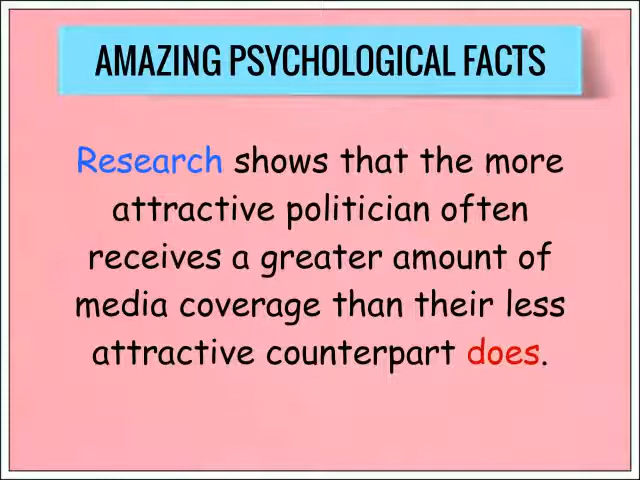 AMAZING PSYCHOLOGICAL FACTS
Research shows that the more
attractive politician often
receives a greater amount of
media coverage than their less
attractive counterpart does.